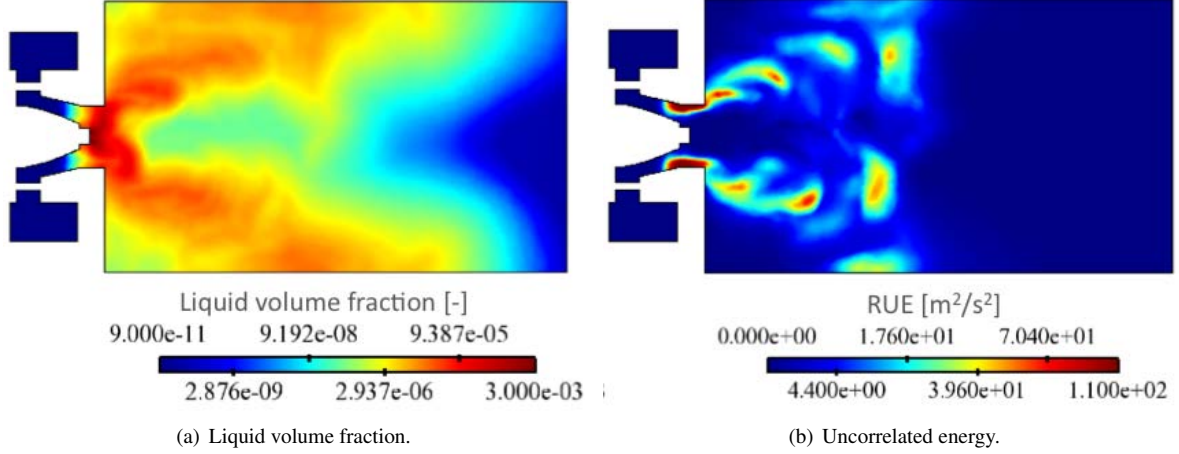 Liquid volume fraction [-]
9.000e-11 9.192e-08 9.387e-05
2.876e-09 2.937e-06 3.000e-03
(a) Liquid volume fraction.
RUE [m²/s²]
0.000e+00 1.760e+01 7.040e+01
4.400e+00 3.960e+01 1.100e+02
(b) Uncorrelated energy.